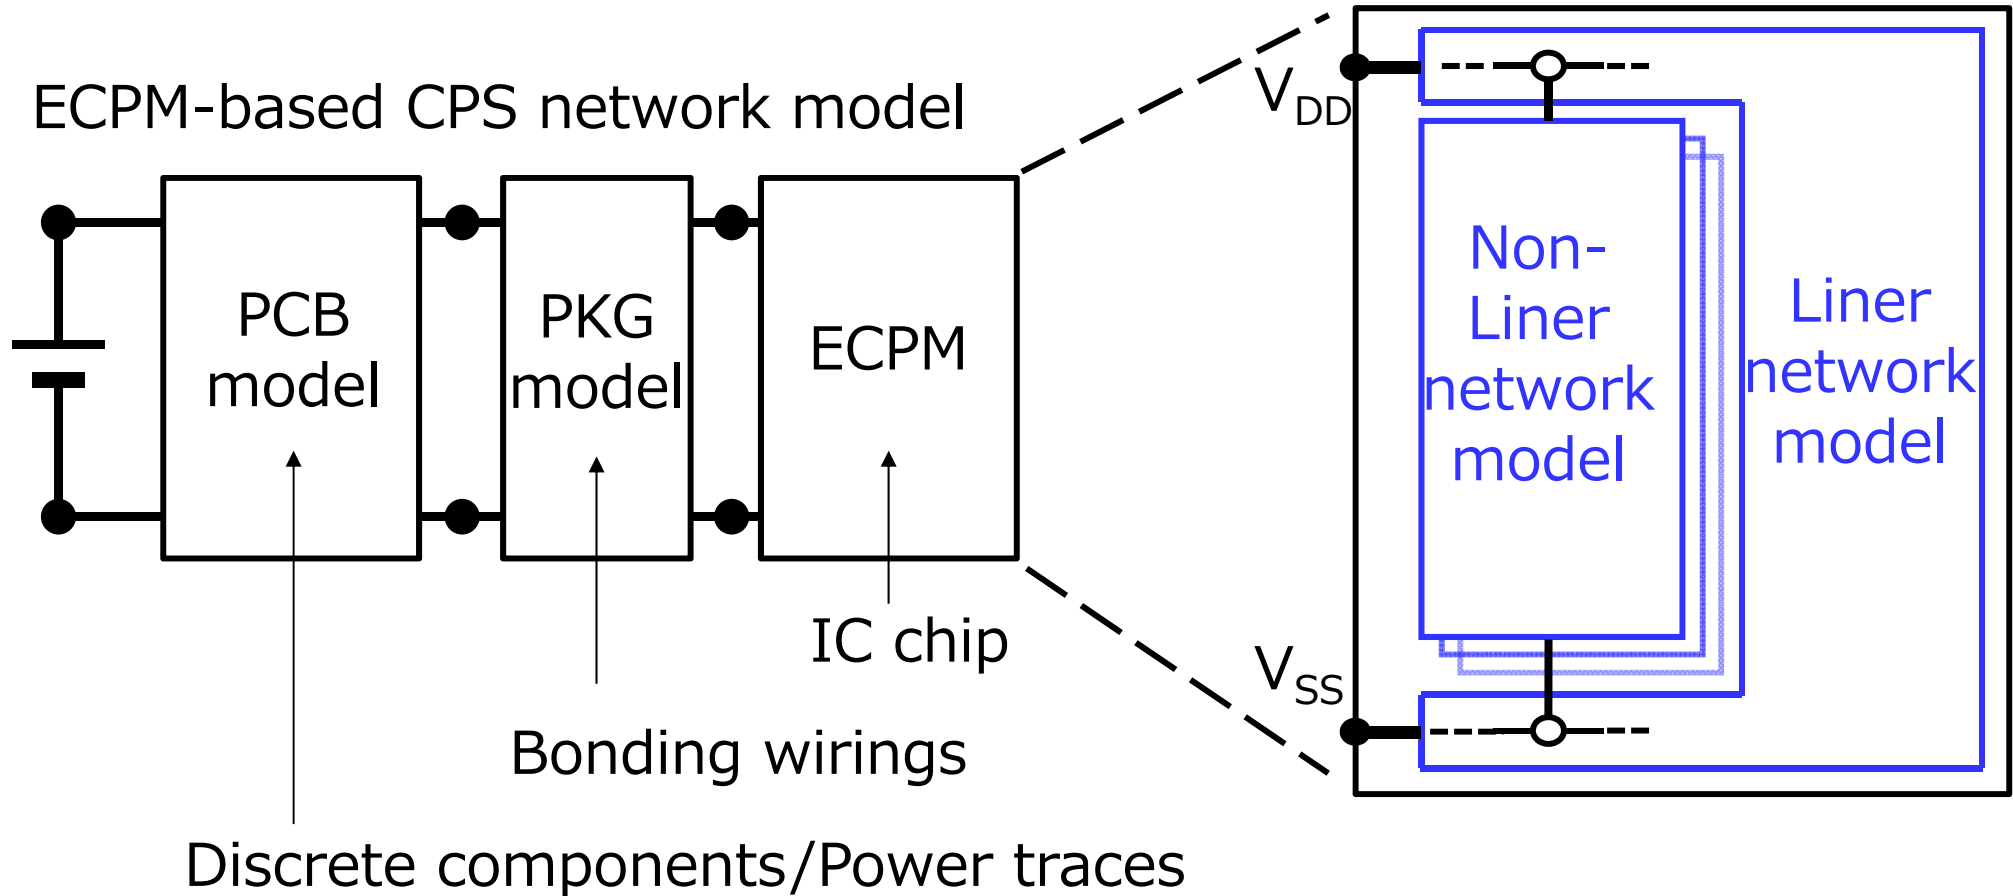 ECPM-based CPS network model
PCB
model
PKG
model
ECPM
IC chip
Bonding wirings
Discrete components/Power traces
VDD
VSS
Non-
Liner
network
model
Liner
network
model